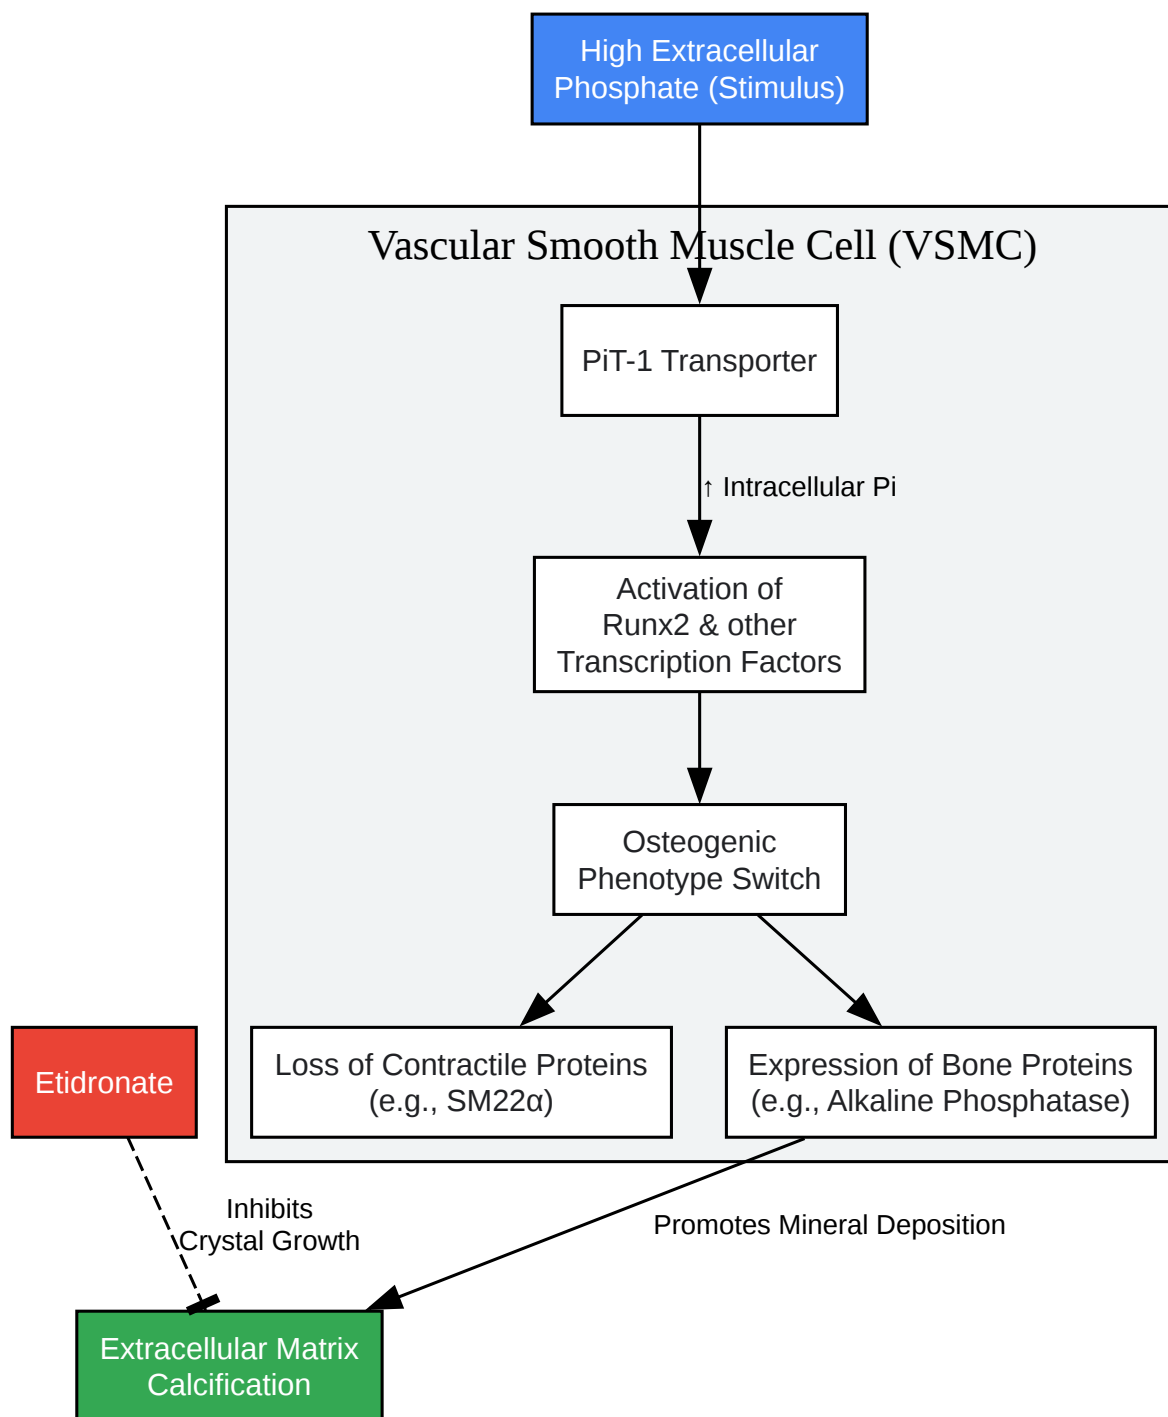 High Extracellular
Phosphate (Stimulus)
Vascular Smooth Muscle Cell (VSMC)
PiT-1 Transporter
↑ Intracellular Pi
Activation of
Runx2 & other
Transcription Factors
Osteogenic
Phenotype Switch
Etidronate
Loss of Contractile Proteins
(e.g., SM22α)
Expression of Bone Proteins
(e.g., Alkaline Phosphatase)
Inhibits
Crystal Growth
Promotes Mineral Deposition
Extracellular Matrix
Calcification